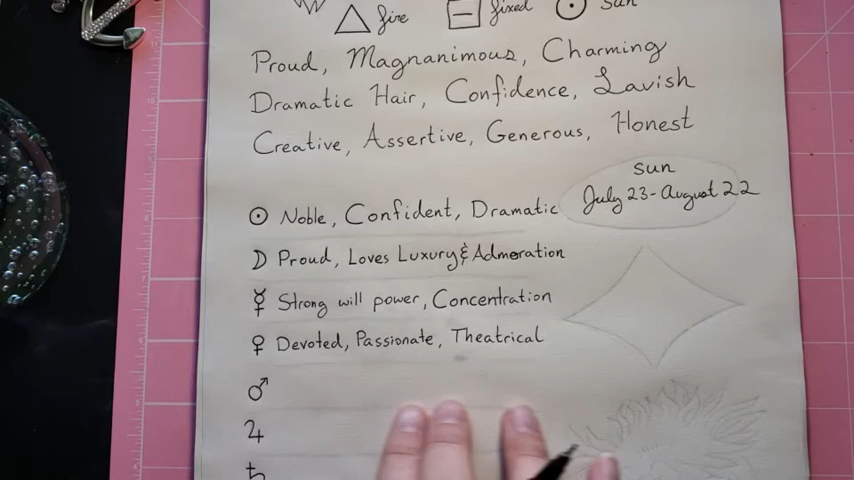 fire fixed Sun
Proud, Magnanimous, Charming
Dramatic Hair, Confidence, Lavish
Creative, Assertive, Generous, Honest
Sun
July 23-August 22
☉ Noble, Confident, Dramatic
☽ Proud, Loves Luxury & Admoration
☿ Strong will power, Concentration
♀ Devoted, Passionate, Theatrical
♂
♃
♄